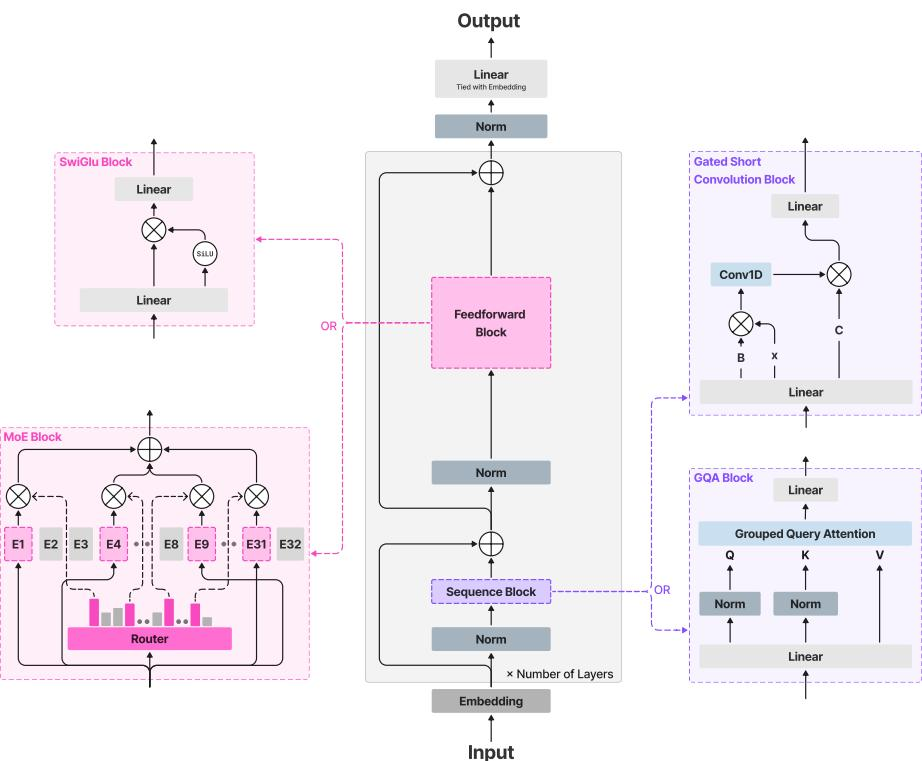 Output
Linear
Tied with Embedding
Norm
Feedforward
Block
Norm
Sequence Block
Norm
× Number of Layers
Embedding
Input
SwiGlu Block
Linear
SiLU
Linear
OR
MoE Block
E1 E2 E3 E4 E8 E9 E31 E32
Router
Gated Short
Convolution Block
Linear
Conv1D
C
B x
Linear
OR
GQA Block
Linear
Grouped Query Attention
Q K V
Norm Norm
Linear